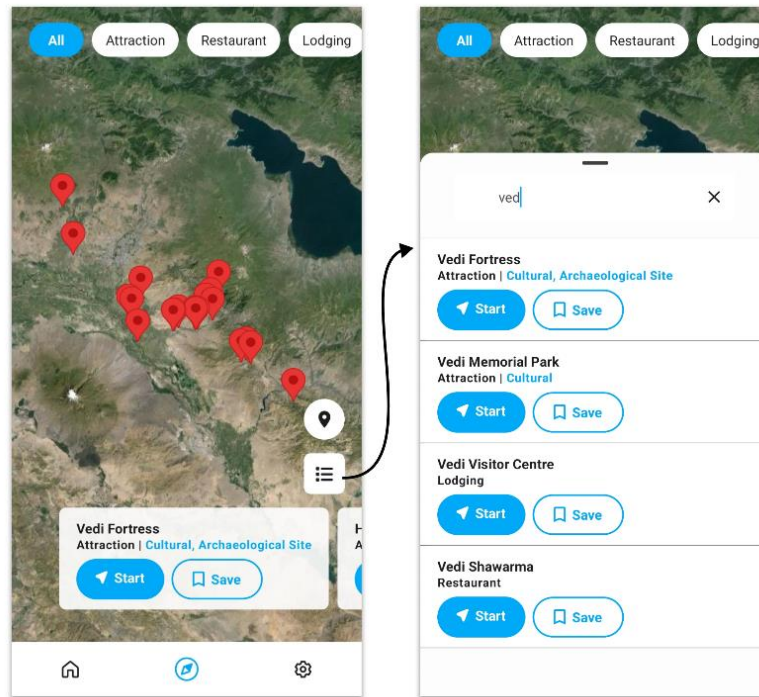 All Attraction Restaurant Lodging
Vedi Fortress
Attraction | Cultural, Archaeological Site
Start Save
H
A
All Attraction Restaurant Lodging
ved
Vedi Fortress
Attraction | Cultural, Archaeological Site
Start Save
Vedi Memorial Park
Attraction | Cultural
Start Save
Vedi Visitor Centre
Lodging
Start Save
Vedi Shawarma
Restaurant
Start Save